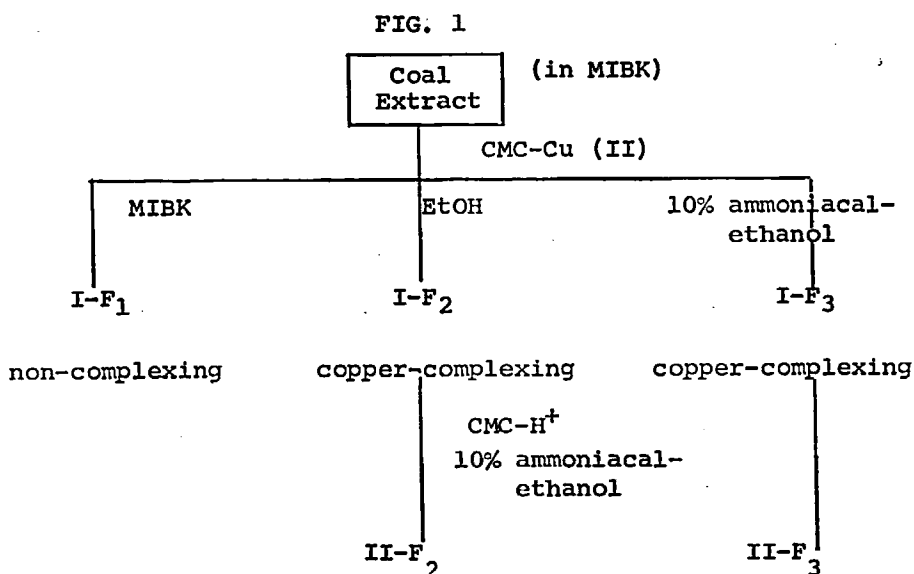 FIG. 1
Coal
Extract
(in MIBK)
CMC-Cu (II)
MIBK
EtOH
10% ammoniacal-
ethanol
I-F1
I-F2
I-F3
non-complexing
copper-complexing
copper-complexing
CMC-H+
10% ammoniacal-
ethanol
II-F2
II-F3